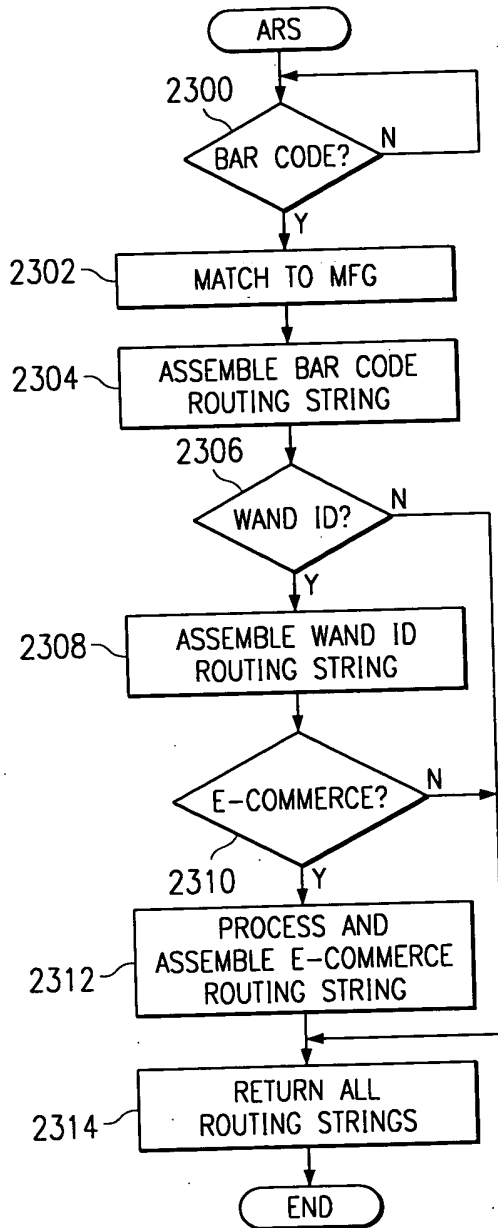 ARS
2300
BAR CODE?
N
Y
2302
MATCH TO MFG
2304
ASSEMBLE BAR CODE
ROUTING STRING
2306
WAND ID?
N
Y
2308
ASSEMBLE WAND ID
ROUTING STRING
E-COMMERCE?
N
2310
Y
2312
PROCESS AND
ASSEMBLE E-COMMERCE
ROUTING STRING
2314
RETURN ALL
ROUTING STRINGS
END